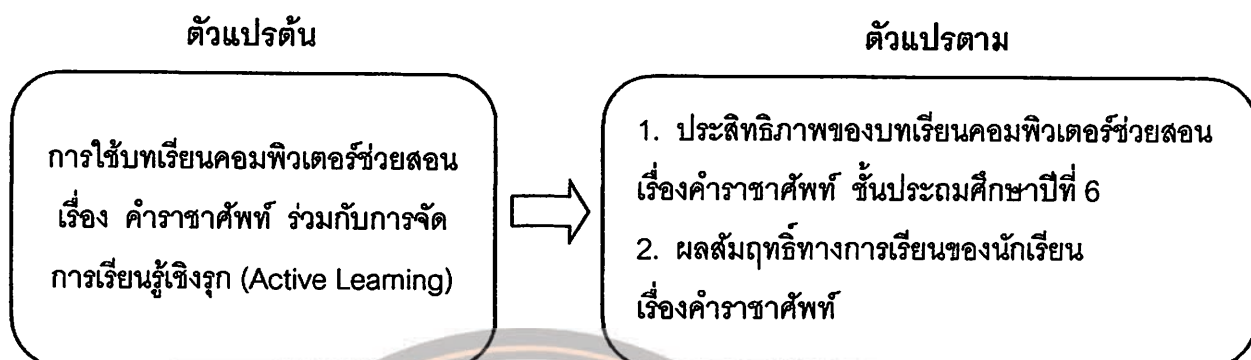 ตัวแปรต้น
การใช้บทเรียนคอมพิวเตอร์ช่วยสอน
เรื่อง คำราชาศัพท์ ร่วมกับการจัด
การเรียนรู้เชิงรุก (Active Learning)
ตัวแปรตาม
1. ประสิทธิภาพของบทเรียนคอมพิวเตอร์ช่วยสอน
เรื่องคำราชาศัพท์ ชั้นประถมศึกษาปีที่ 6
2. ผลสัมฤทธิ์ทางการเรียนของนักเรียน
เรื่องคำราชาศัพท์